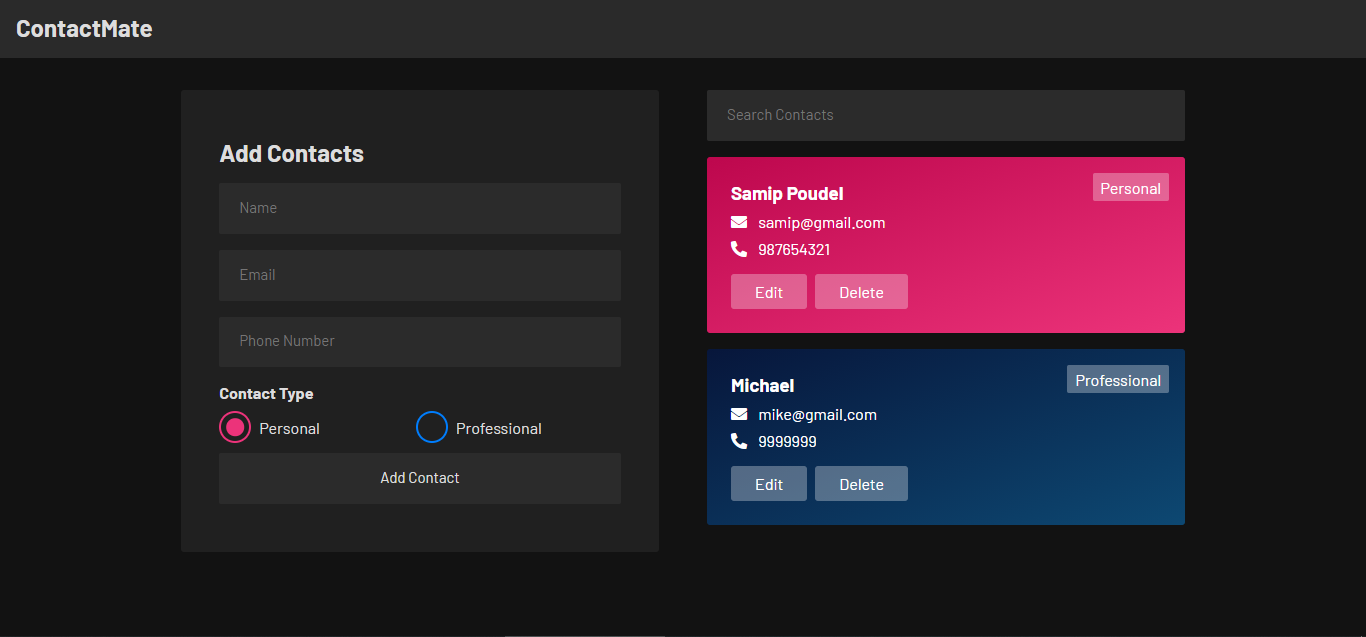 ContactMate
Add Contacts
Name
Email
Phone Number
Contact Type
Personal
Professional
Add Contact
Search Contacts
Samip Poudel
Personal
samip@gmail.com
987654321
Edit
Delete
Michael
Professional
mike@gmail.com
9999999
Edit
Delete